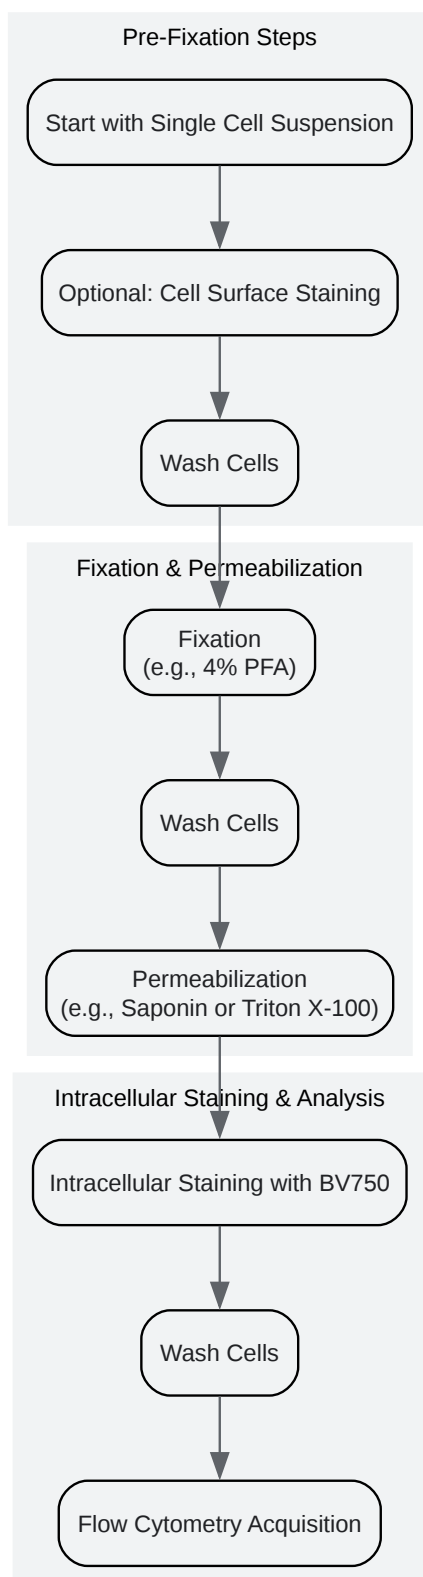 Pre-Fixation Steps
Start with Single Cell Suspension
Optional: Cell Surface Staining
Wash Cells
Fixation & Permeabilization
Fixation
(e.g., 4% PFA)
Wash Cells
Permeabilization
(e.g., Saponin or Triton X-100)
Intracellular Staining & Analysis
Intracellular Staining with BV750
Wash Cells
Flow Cytometry Acquisition